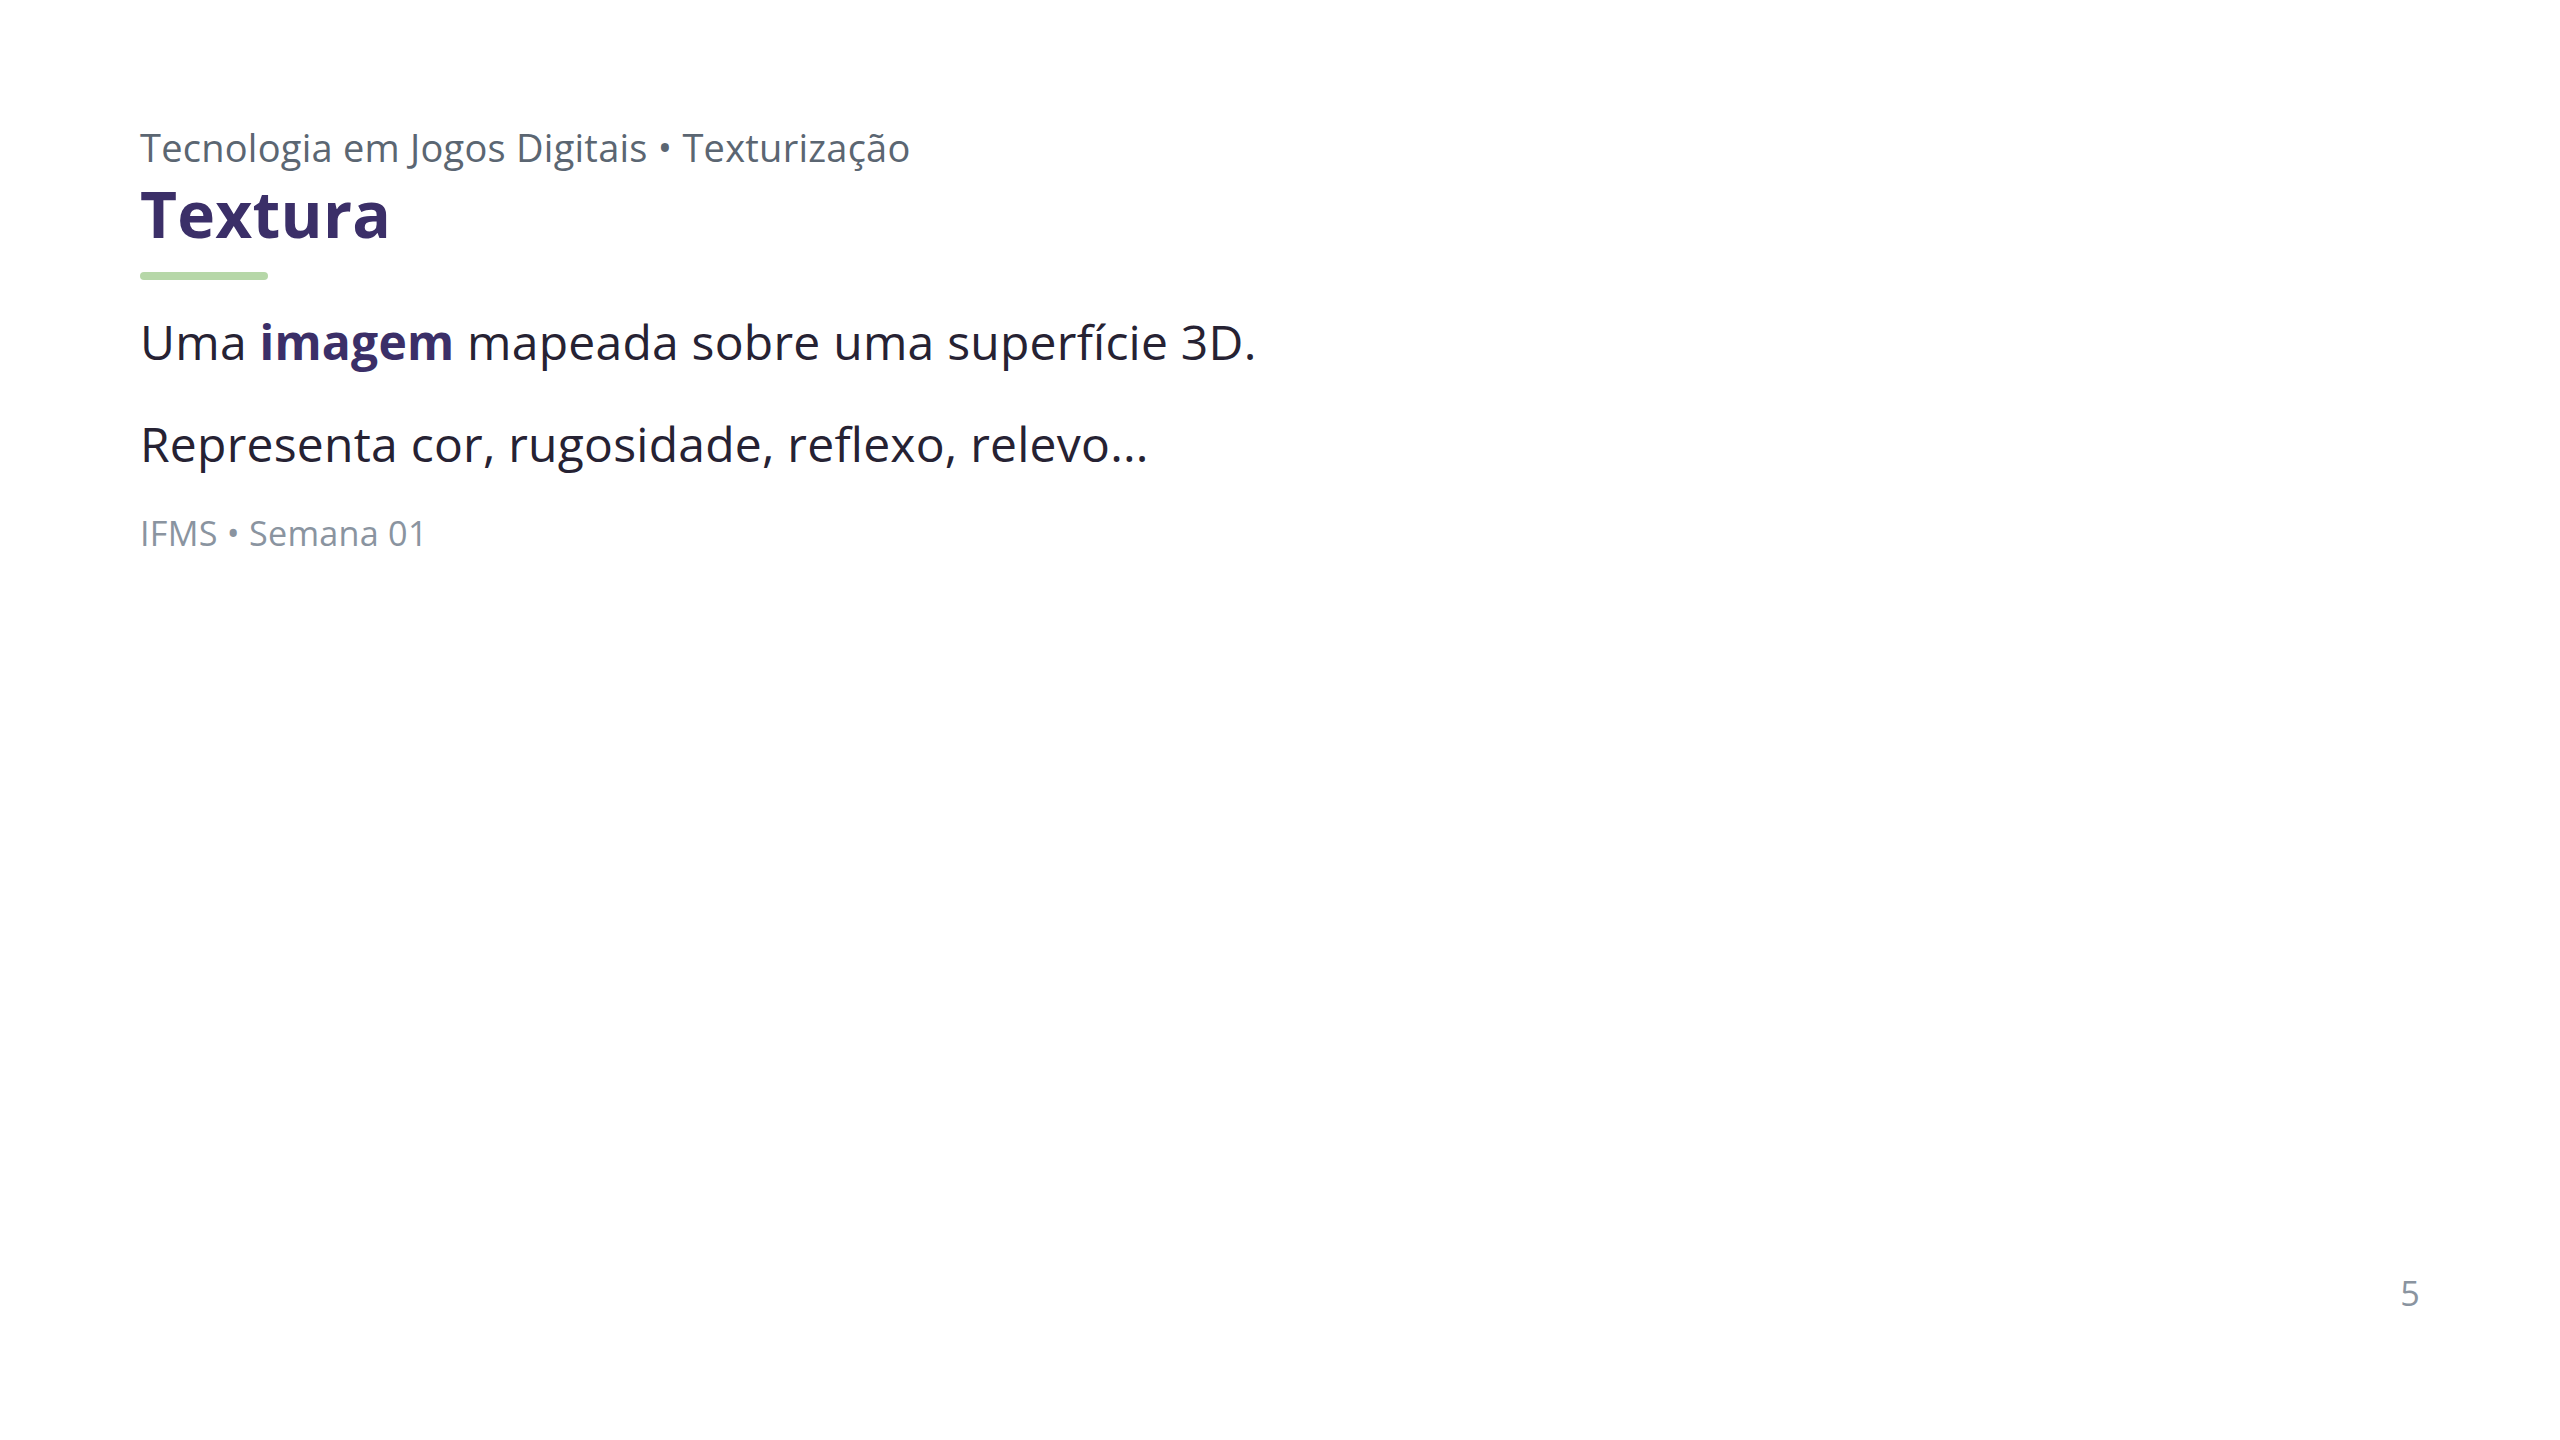 Tecnologia em Jogos Digitais • Texturização
Textura
Uma imagem mapeada sobre uma superfície 3D.
Representa cor, rugosidade, reflexo, relevo…
IFMS • Semana 01
5